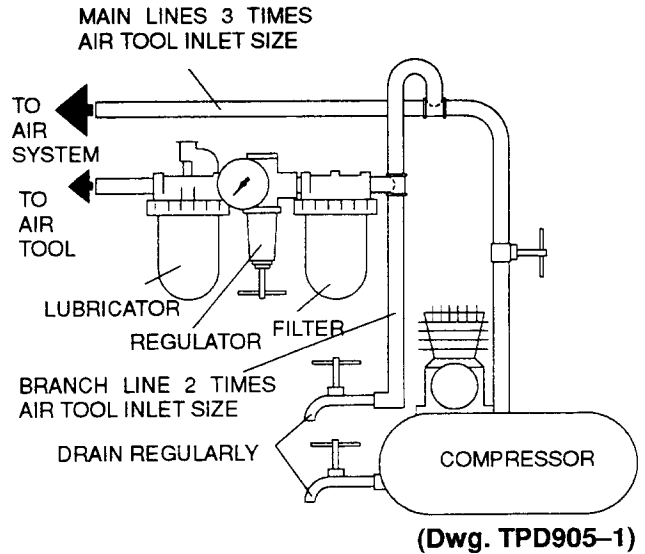 MAIN LINES 3 TIMES
AIR TOOL INLET SIZE
TO
AIR
SYSTEM
TO
AIR
TOOL
LUBRICATOR
REGULATOR
FILTER
BRANCH LINE 2 TIMES
AIR TOOL INLET SIZE
DRAIN REGULARLY
COMPRESSOR
(Dwg. TPD905–1)